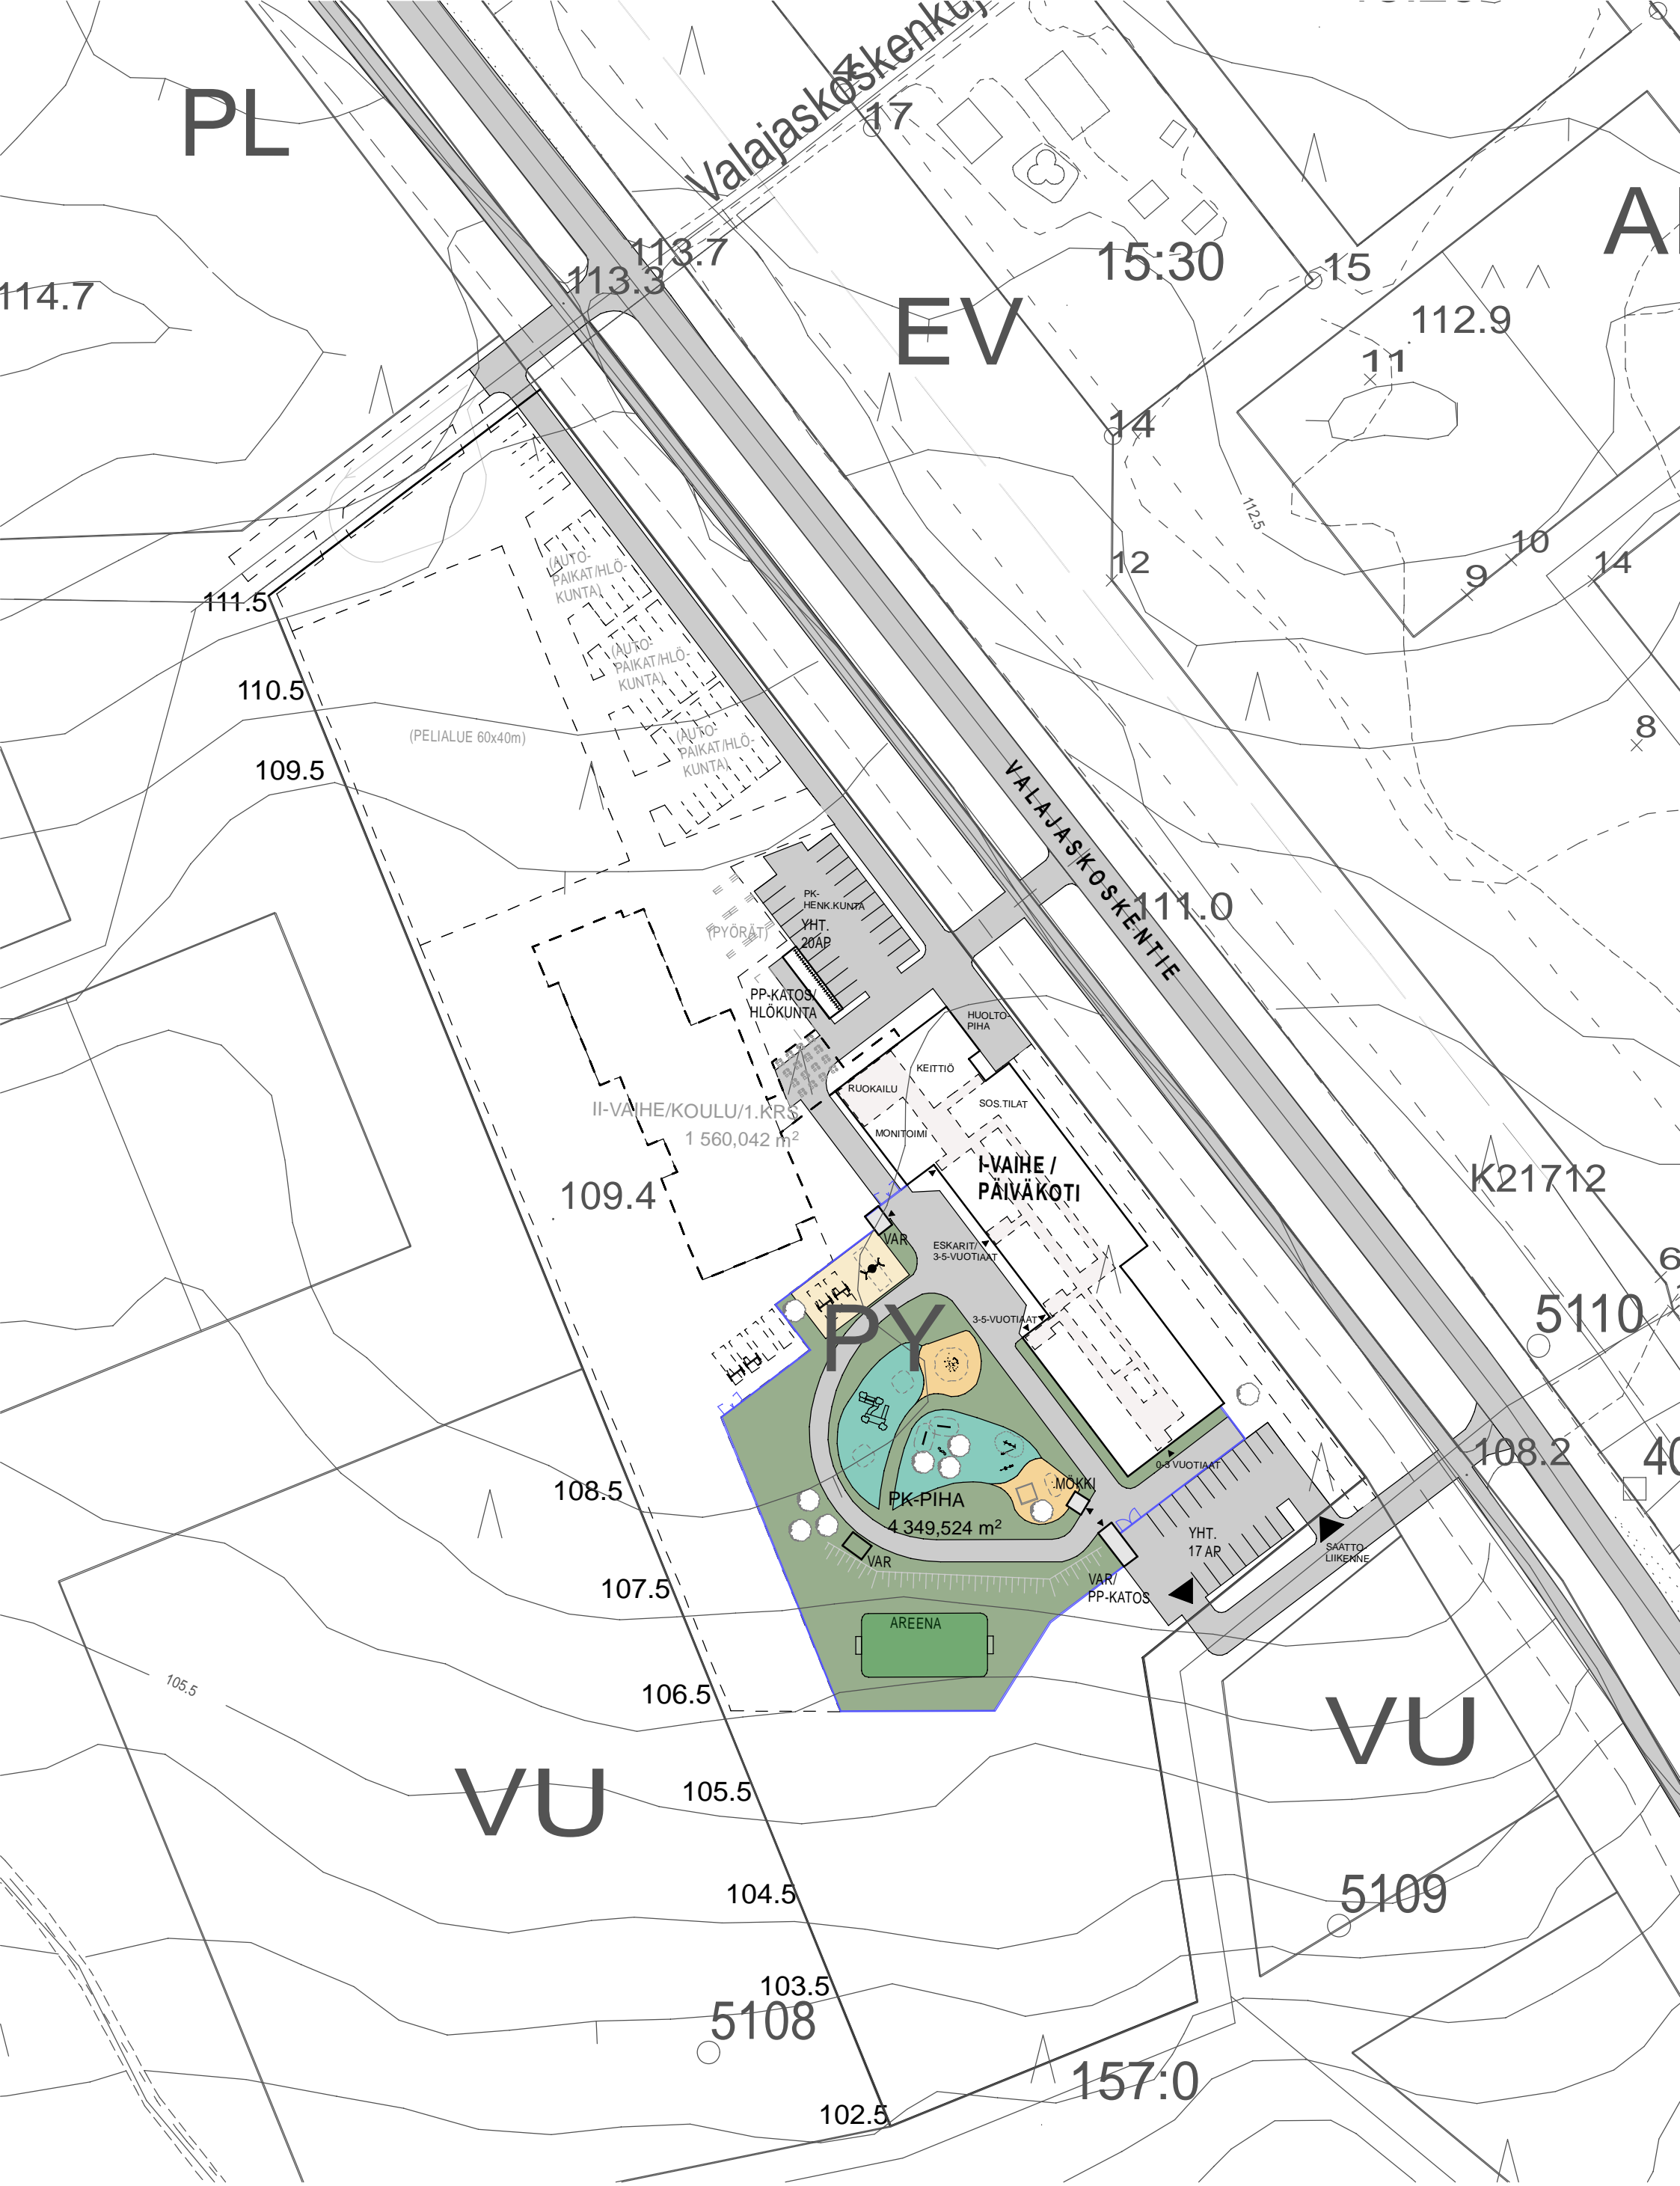 PL
17
113.7
113.3
15:30
15
114.7
EV
112.9
11
14
112.5
10
12
9
14
(AUTO-
PAIKAT/HLÖ-
KUNTA)
111.5
(AUTO-
PAIKAT/HLÖ-
KUNTA)
110.5
(PELIALUE 60x40m)
(AUTO-
PAIKAT/HLÖ-
KUNTA)
8
109.5
VALAJASKOSKENTIE
111.0
PK-
HENK.KUNTA
YHT.
20AP
(PYÖRÄT)
PP-KATOS/
HLÖKUNTA
HUOLTO-
PIHA
KEITTIÖ
RUOKAILU
SOS.TILAT
MONITOIMI
II-VAIHE/KOULU/1.KRS
1 560,042 m²
I-VAIHE /
PÄIVÄKOTI
K21712
109.4
VAR
ESKARIT/
3-5-VUOTIAAT
3-5-VUOTIAAT
PY
5110
108.2
0-3 VUOTIAAT
MÖKKI
108.5
PK-PIHA
4 349,524 m²
YHT.
17 AP
SAATTO
LIIKENNE
VAR
VAR/
PP-KATOS
107.5
AREENA
105.5
106.5
VU
VU
105.5
5109
104.5
103.5
5108
157:0
102.5